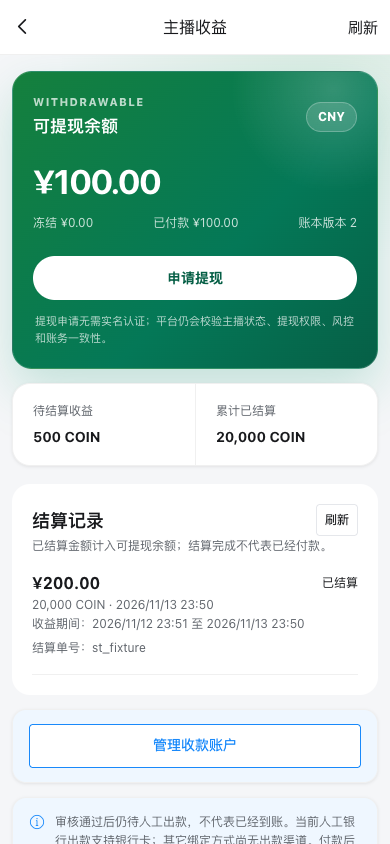 主播收益
刷新
WITHDRAWABLE
可提现余额
CNY
¥100.00
冻结 ¥0.00
已付款 ¥100.00
账本版本 2
申请提现
提现申请无需实名认证；平台仍会校验主播状态、提现权限、风控
和账务一致性。
待结算收益
累计已结算
500 COIN
20,000 COIN
结算记录
刷新
已结算金额计入可提现余额；结算完成不代表已经付款。
¥200.00
已结算
20,000 COIN · 2026/11/13 23:50
收益期间：2026/11/12 23:51 至 2026/11/13 23:50
结算单号：st_fixture
管理收款账户
审核通过后仍待人工出款，不代表已经到账。当前人工银
行出款支持银行卡；其它绑定方式尚无出款渠道。付款后